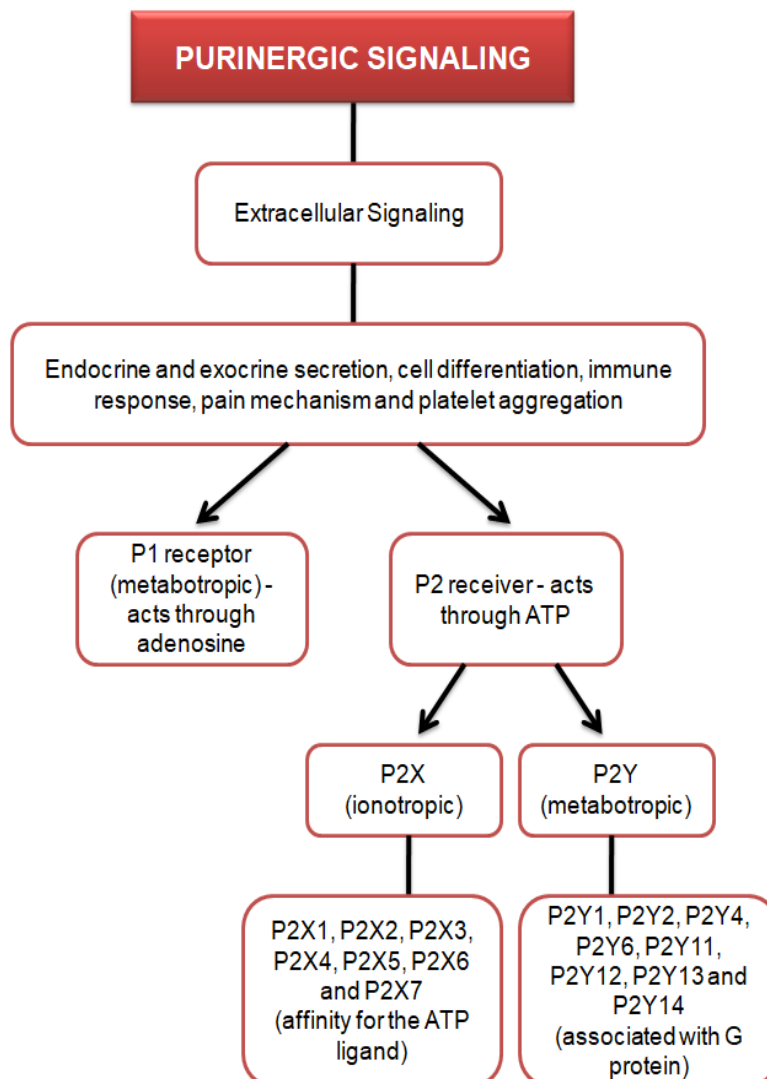 PURINERGIC SIGNALING
Extracellular Signaling
Endocrine and exocrine secretion, cell differentiation, immune
response, pain mechanism and platelet aggregation
P1 receptor
(metabotropic) -
acts through
adenosine
P2 receiver - acts
through ATP
P2X
(ionotropic)
P2Y
(metabotropic)
P2X1, P2X2, P2X3,
P2X4, P2X5, P2X6
and P2X7
(affinity for the ATP
ligand)
P2Y1, P2Y2, P2Y4,
P2Y6, P2Y11,
P2Y12, P2Y13 and
P2Y14
(associated with G
protein)